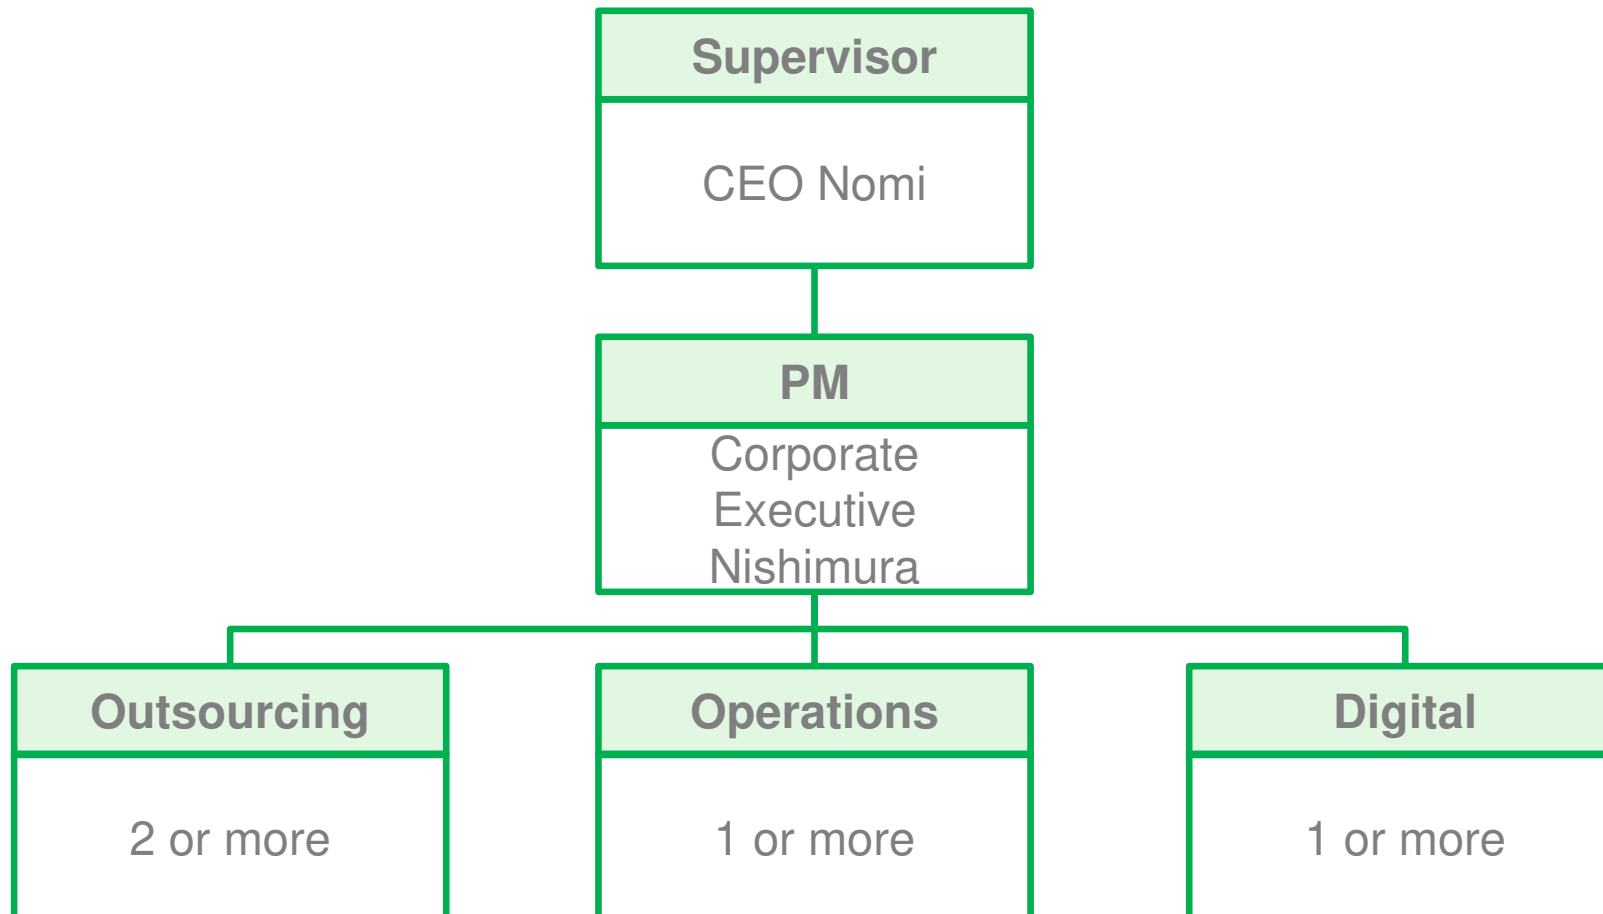 Supervisor
CEO Nomi
PM
Corporate
Executive
Nishimura
Outsourcing
Operations
Digital
2 or more
1 or more
1 or more